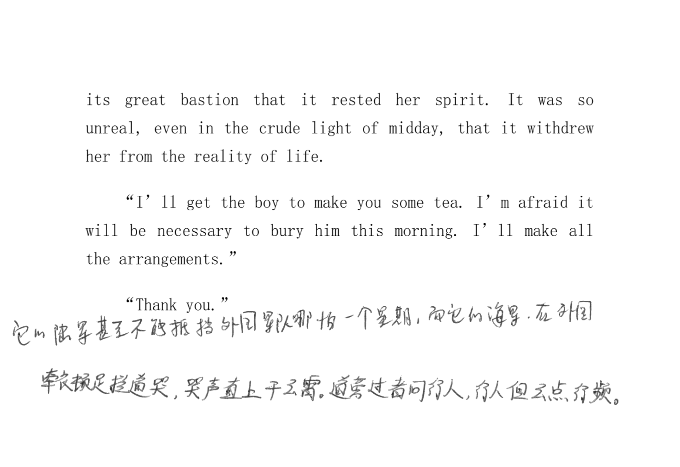 its great bastion that it rested her spirit. It was so
unreal, even in the crude light of midday, that it withdrew
her from the reality of life.
“I’ll get the boy to make you some tea. I’m afraid it
will be necessary to bury him this morning. I’ll make all
the arrangements.”
“Thank you.”
它的陆军甚至不能抵挡外国军队哪怕一个星期，而它的海军．在外国
牵衣顿足拦道哭，哭声直上干云霄。道旁过者问行人，行人但云点行频。